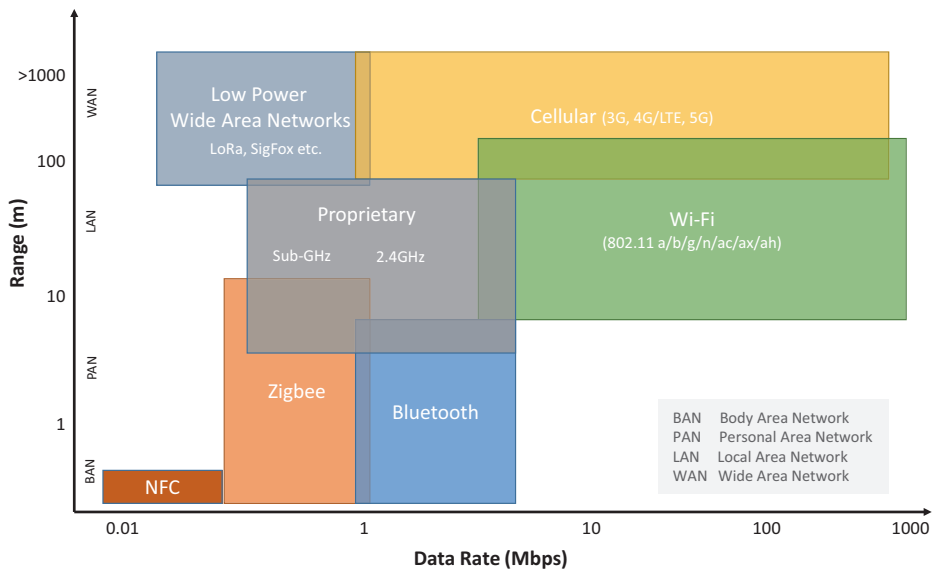 Range (m)
>1000
100
10
1
WAN
LAN
PAN
BAN
Low Power
Wide Area Networks
LoRa, SigFox etc.
Cellular (3G, 4G/LTE, 5G)
Proprietary
Sub-GHz 2.4GHz
Wi-Fi
(802.11 a/b/g/n/ac/ax/ah)
Zigbee
Bluetooth
NFC
BAN Body Area Network
PAN Personal Area Network
LAN Local Area Network
WAN Wide Area Network
0.01 1 10 100 1000
Data Rate (Mbps)